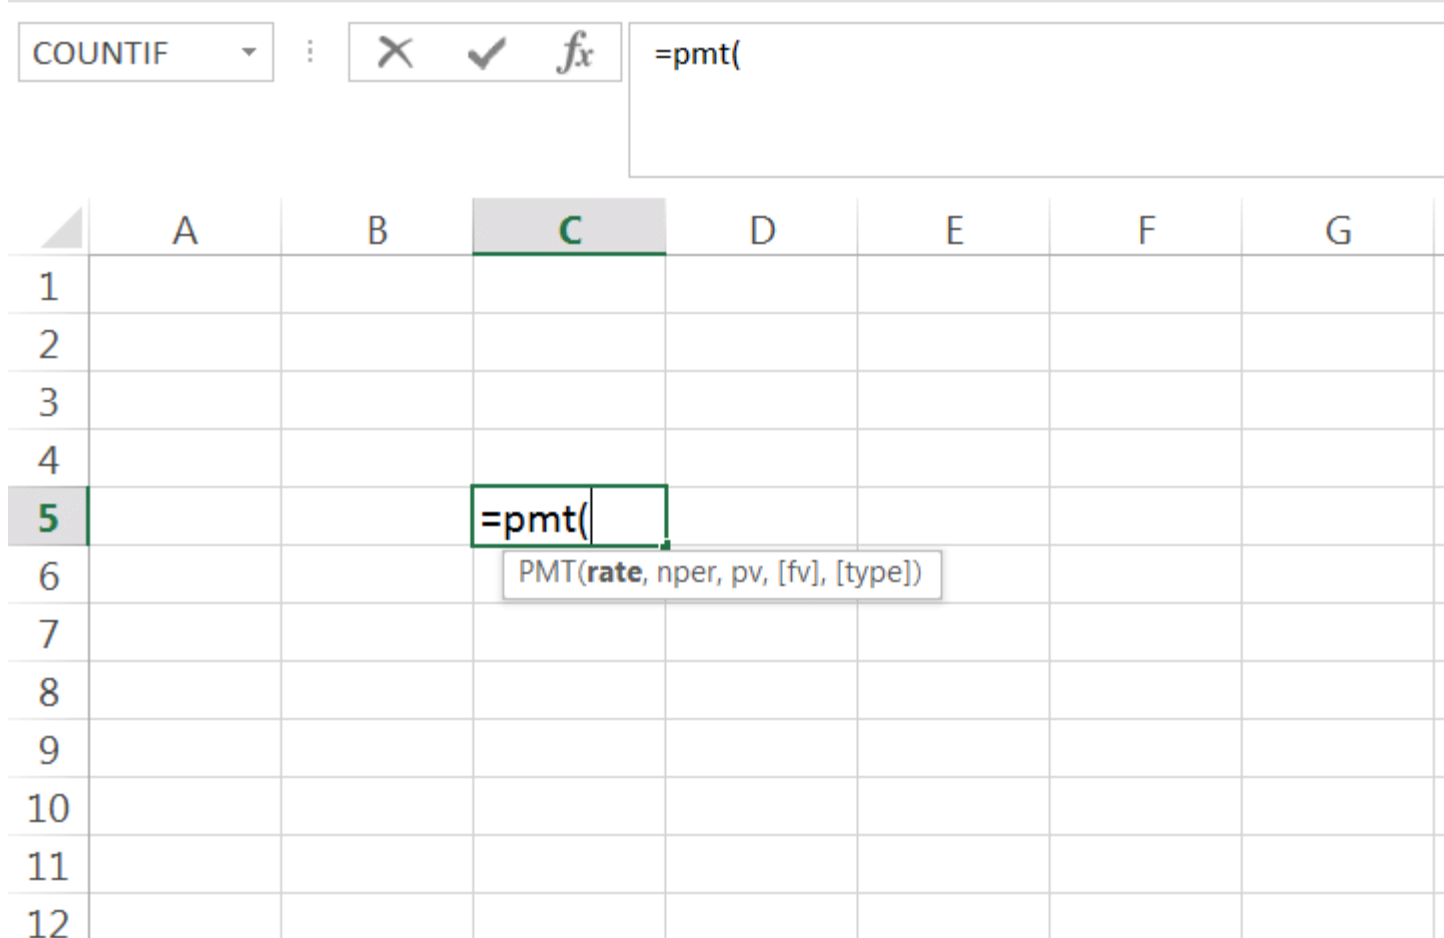 COUNTIF fx =pmt(
A B C D E F G
1
2
3
4
5 =pmt(
PMT(rate, nper, pv, [fv], [type])
6
7
8
9
10
11
12